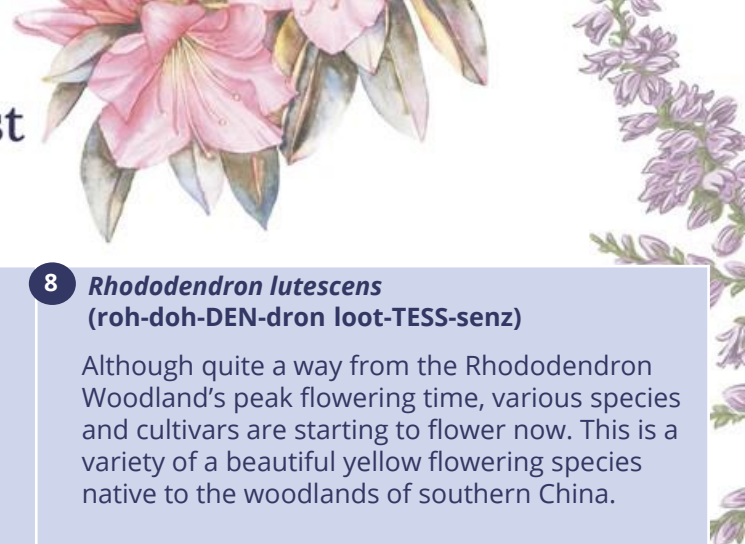 st
8
Rhododendron lutescens
(roh-doh-DEN-dron loot-TESS-senz)
Although quite a way from the Rhododendron
Woodland’s peak flowering time, various species
and cultivars are starting to flower now. This is a
variety of a beautiful yellow flowering species
native to the woodlands of southern China.